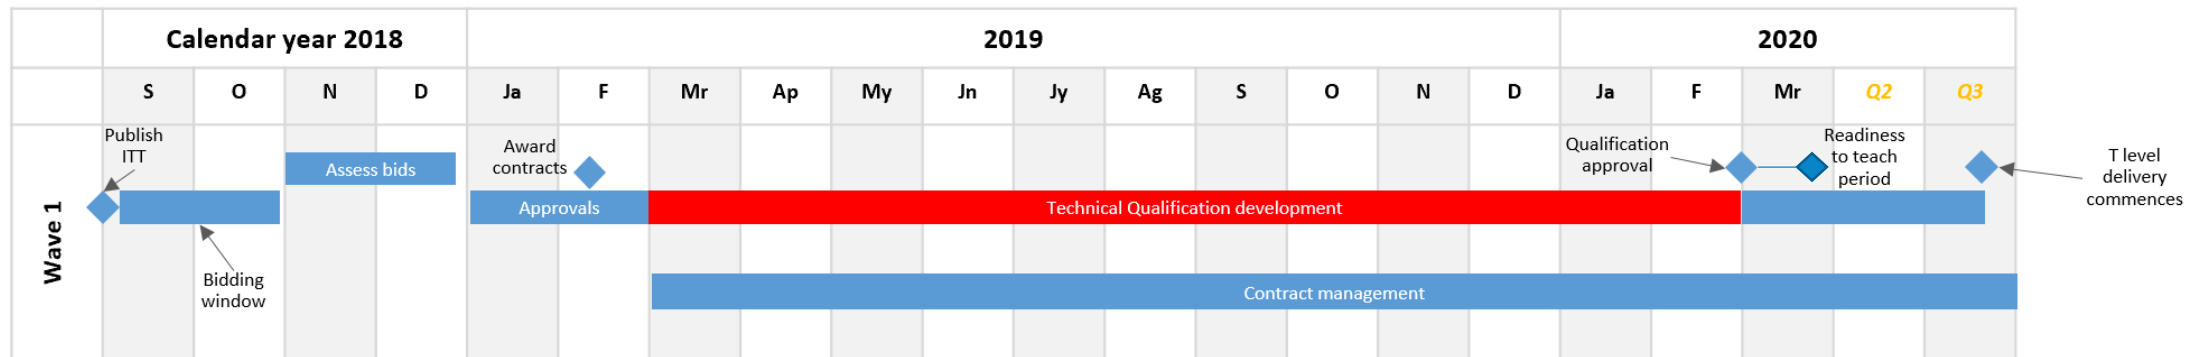 Calendar year 2018 2019 2020
S O N D Ja F Mr Ap My Jn Jy Ag S O N D Ja F Mr Q2 Q3
Wave 1
Publish
ITT
Assess bids
Bidding
window
Award
contracts
Approvals
Technical Qualification development
Contract management
Qualification
approval
Readiness
to teach
period
T level
delivery
commences